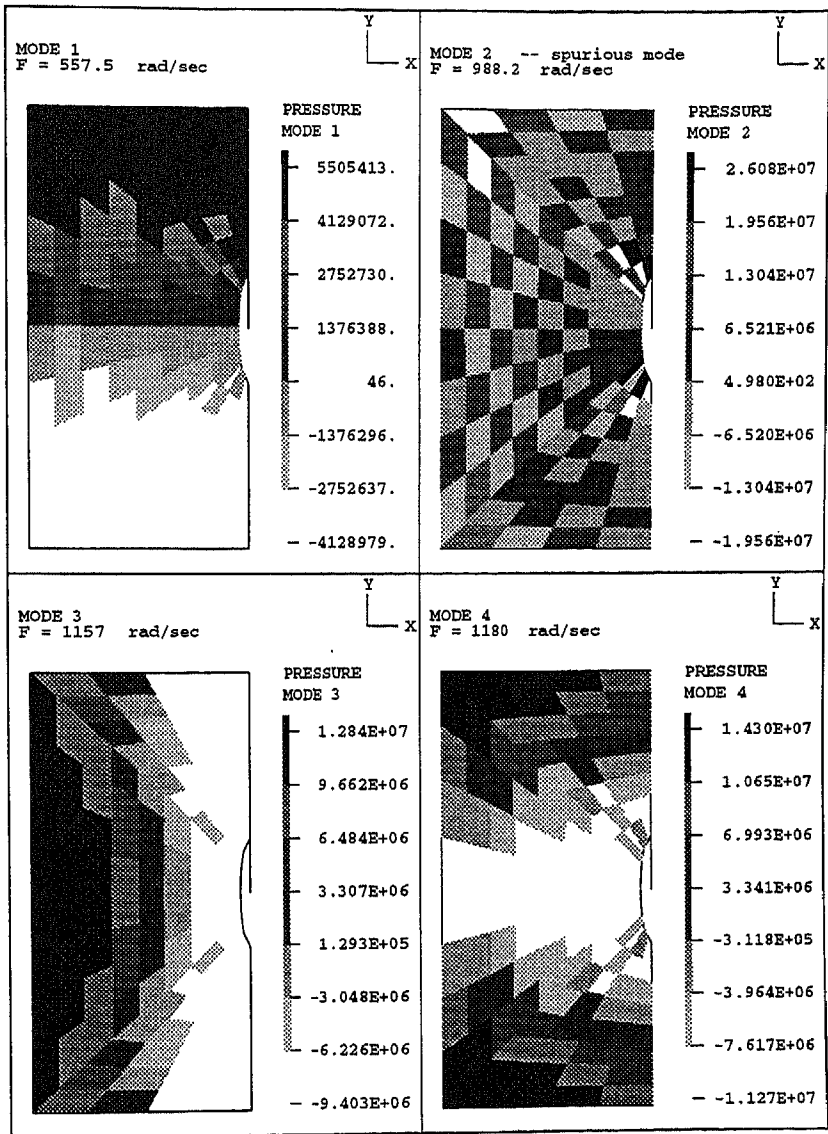 Y
MODE 1
F = 557.5 rad/sec
X
PRESSURE
MODE 1
5505413.
4129072.
2752730.
1376388.
46.
-1376296.
-2752637.
-4128979.
Y
MODE 2 -- spurious mode
F = 988.2 rad/sec
X
PRESSURE
MODE 2
2.608E+07
1.956E+07
1.304E+07
6.521E+06
4.980E+02
-6.520E+06
-1.304E+07
-1.956E+07
Y
MODE 3
F = 1157 rad/sec
X
PRESSURE
MODE 3
1.284E+07
9.662E+06
6.484E+06
3.307E+06
1.293E+05
-3.048E+06
-6.226E+06
-9.403E+06
Y
MODE 4
F = 1180 rad/sec
X
PRESSURE
MODE 4
1.430E+07
1.065E+07
6.993E+06
3.341E+06
-3.118E+05
-3.964E+06
-7.617E+06
-1.127E+07